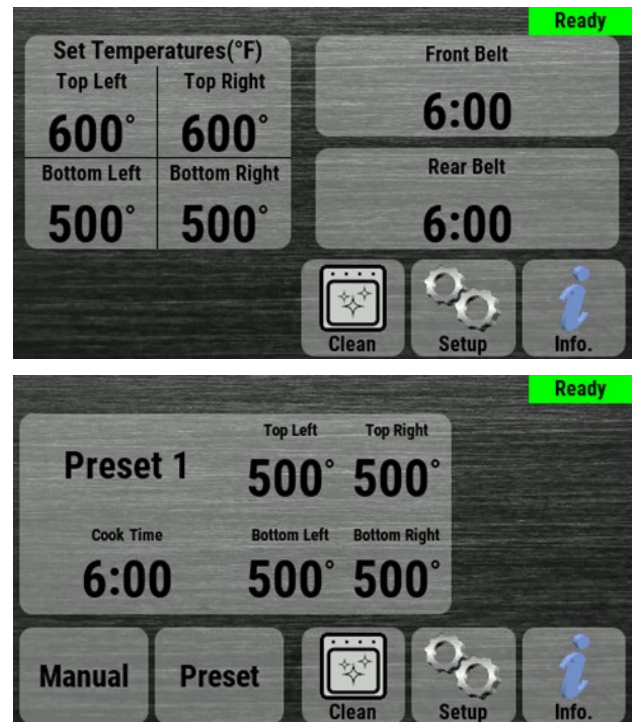 Ready
Set Temperatures(°F)
Top Left Top Right
600° 600°
Bottom Left Bottom Right
500° 500°
Front Belt
6:00
Rear Belt
6:00
Clean Setup Info.
Ready
Preset 1
Top Left Top Right
500° 500°
Cook Time
6:00
Bottom Left Bottom Right
500° 500°
Manual Preset Clean Setup Info.